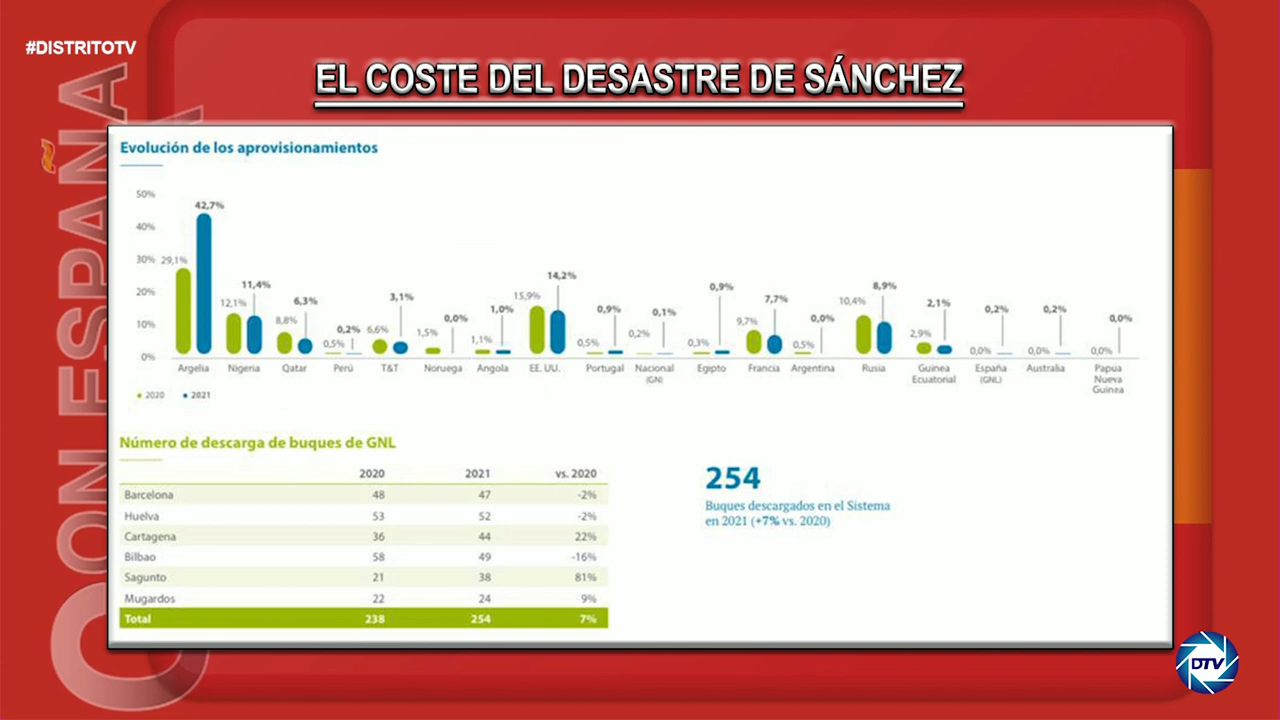 #DISTRITOTV
EL COSTE DEL DESASTRE DE SÁNCHEZ
CON ESPAÑA
Evolución de los aprovisionamientos
50%
40%
30%
20%
10%
0%
29,1% 42,7%
12,1% 11,4%
8,8% 6,3%
0,5% 0,2%
6,6% 3,1%
1,5% 0,0%
1,1% 1,0%
15,9% 14,2%
0,5% 0,9%
0,2% 0,1%
0,3% 0,9%
9,7% 7,7%
0,5% 0,0%
10,4% 8,9%
2,9% 2,1%
0,0% 0,2%
0,0% 0,2%
0,0% 0,0%
Argelia Nigeria Qatar Perú T&T Noruega Angola EE. UU. Portugal Nacional Egipto Francia Argentina Rusia Guinea España Australia Papúa
(GN) Ecuatorial (GNL) Nueva
Guinea
2020 2021
Número de descarga de buques de GNL
2020 2021 vs. 2020
Barcelona 48 47 -2%
Huelva 53 52 -2%
Cartagena 36 44 22%
Bilbao 58 49 -16%
Sagunto 21 38 81%
Mugardos 22 24 9%
Total 238 254 7%
254
Buques descargados en el Sistema
en 2021 (+7% vs. 2020)
DTV